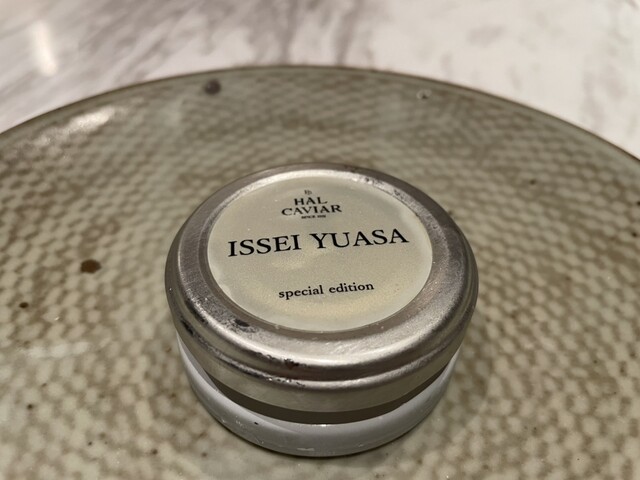 HAL
CAVIAR
ISSEI YUASA
special edition